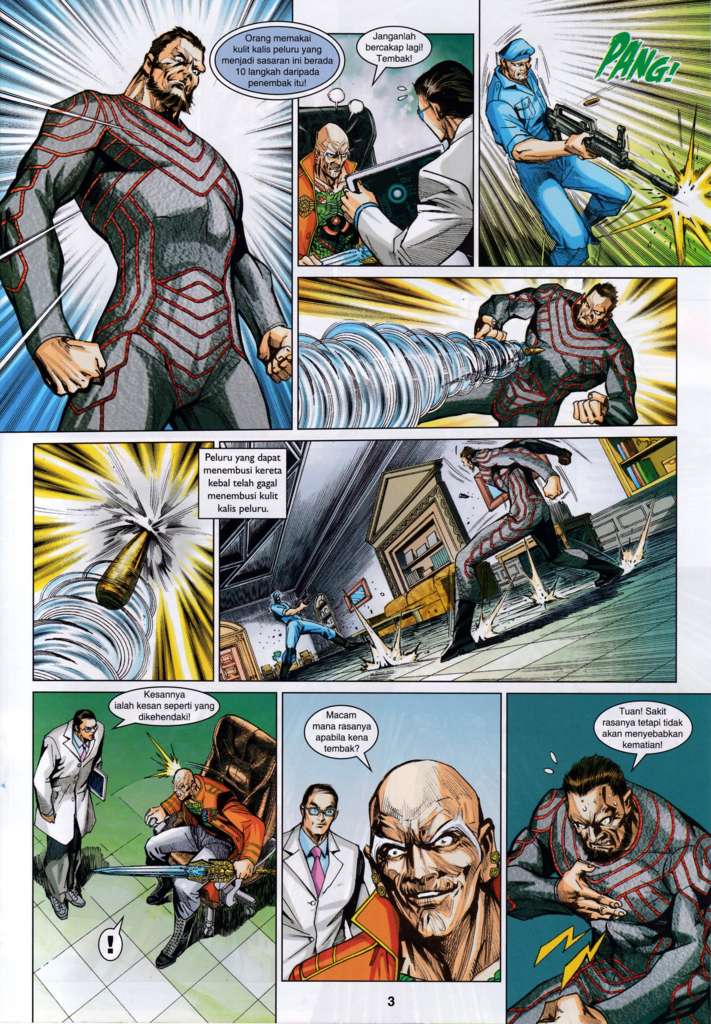 Orang memakai
kulit kalis peluru yang
menjadi sasaran ini berada
10 langkah daripada
penembak itu!
Janganlah
bercakap lagi!
Tembak!
PANG!
Peluru yang dapat
menembusi kereta
kebal telah gagal
menembusi kulit
kalis peluru.
Kesannya
ialah kesan seperti yang
dikehendaki!
!
Macam
mana rasanya
apabila kena
tembak?
Tuan! Sakit
rasanya tetapi tidak
akan menyebabkan
kematian!
3